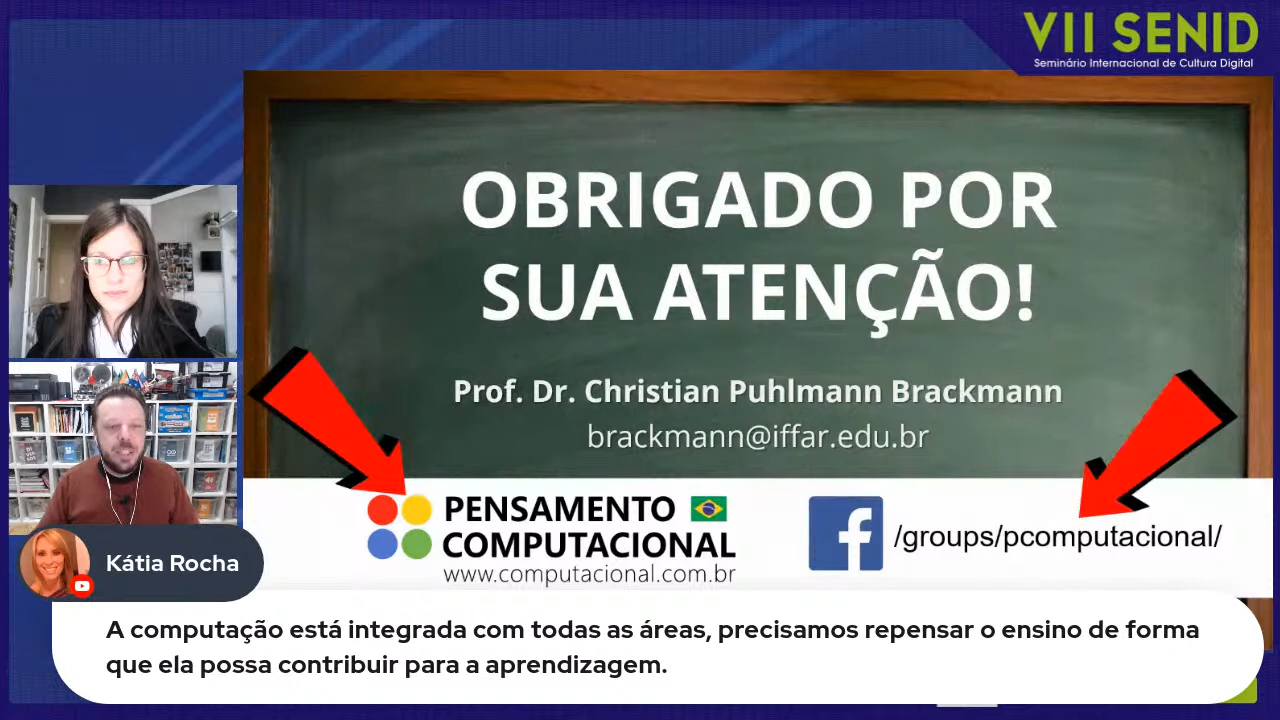 VII SENID
Seminário Internacional de Cultura Digital
OBRIGADO POR
SUA ATENÇÃO!
Prof. Dr. Christian Puhlmann Brackmann
brackmann@iffar.edu.br
PENSAMENTO
COMPUTACIONAL
www.computacional.com.br
/groups/pcomputacional/
Kátia Rocha
A computação está integrada com todas as áreas, precisamos repensar o ensino de forma
que ela possa contribuir para a aprendizagem.